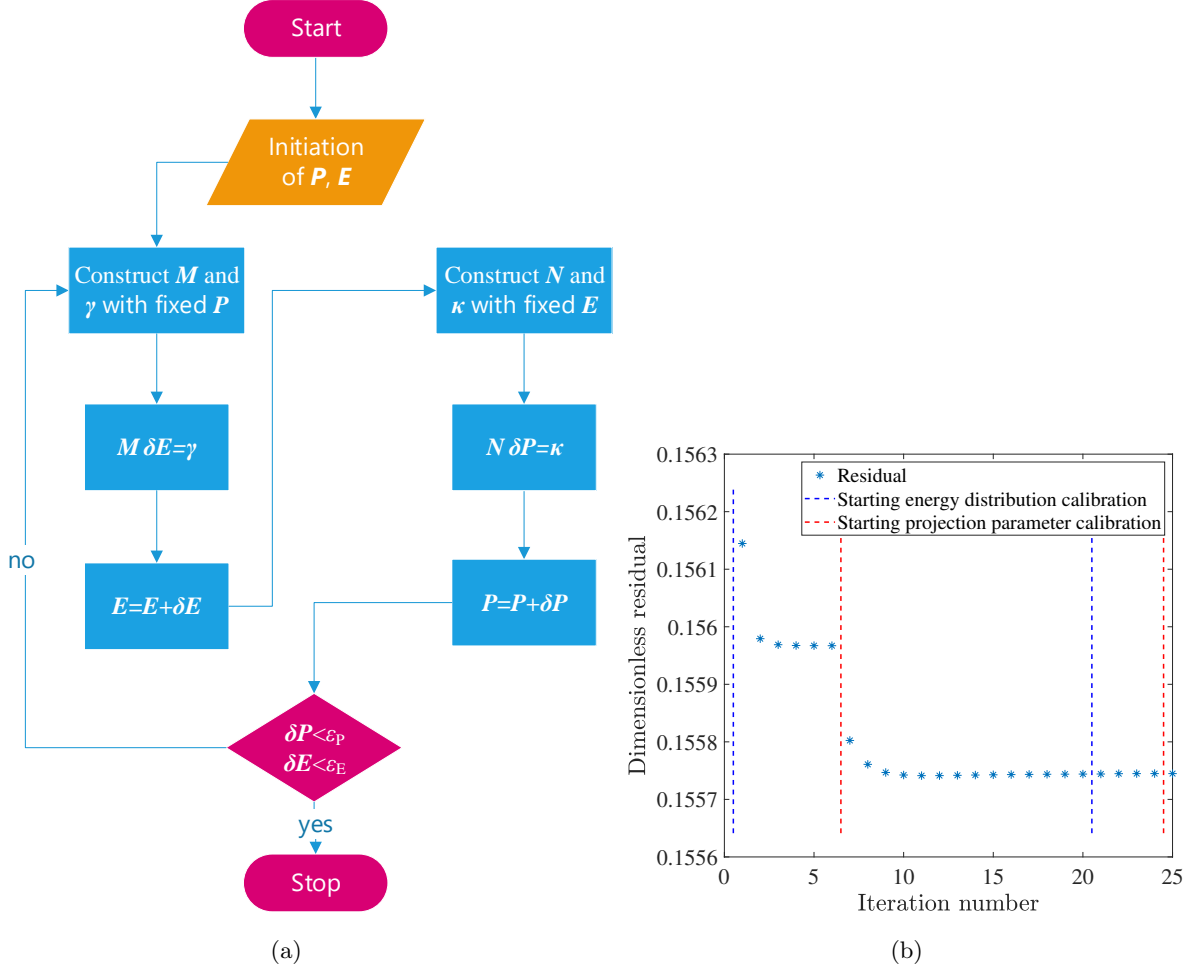 Start
Initiation
of P, E
Construct M and
γ with fixed P
M δE=γ
E=E+δE
Construct N and
κ with fixed E
N δP=κ
P=P+δP
δP<εP
δE<εE
no
yes
Stop
(a)
0.1563
0.1562
0.1561
0.156
0.1559
0.1558
0.1557
0.1556
Dimensionless residual
Residual
Starting energy distribution calibration
Starting projection parameter calibration
0 5 10 15 20 25
Iteration number
(b)